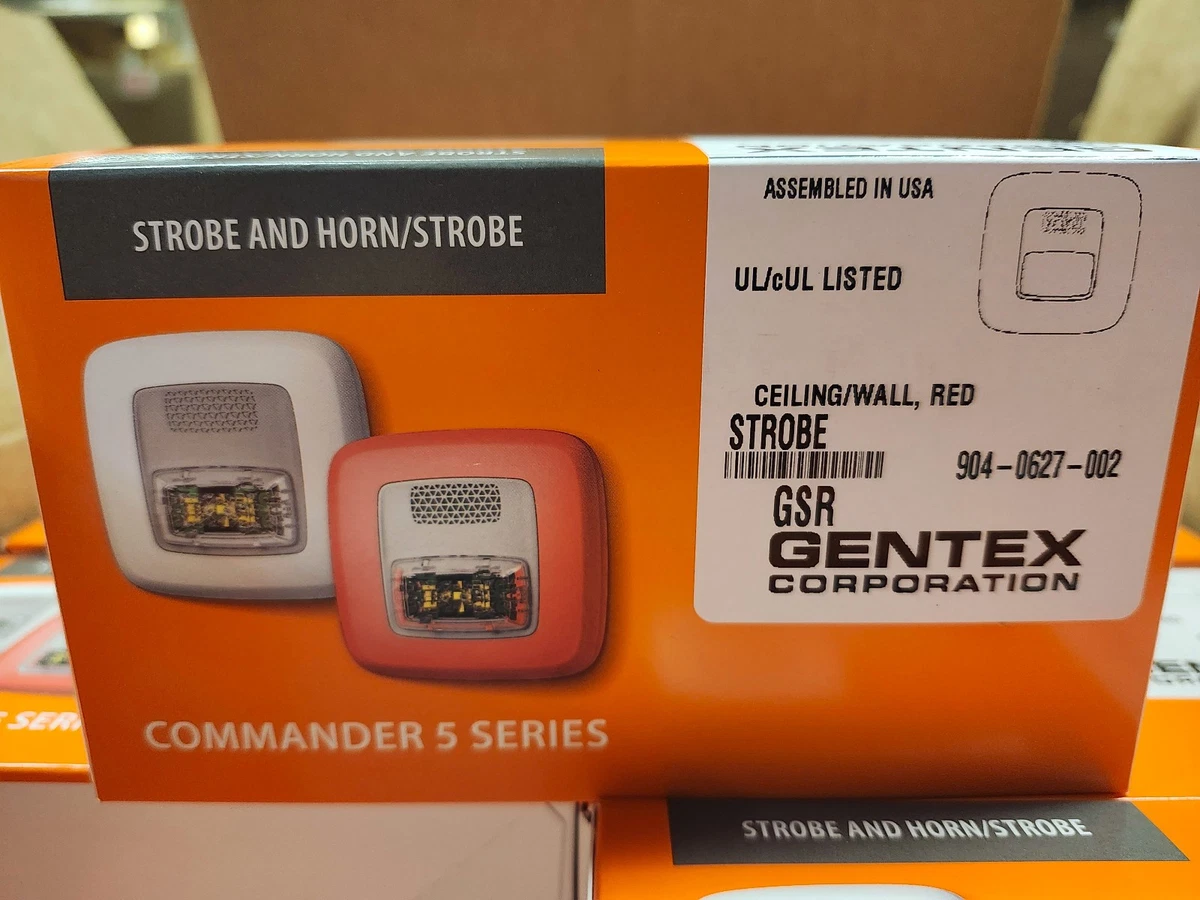 STROBE AND HORN/STROBE
ASSEMBLED IN USA
UL/cUL LISTED
CEILING/WALL, RED
STROBE
904-0627-002
GSR
GENTEX
CORPORATION
COMMANDER 5 SERIES
STROBE AND HORN/STROBE